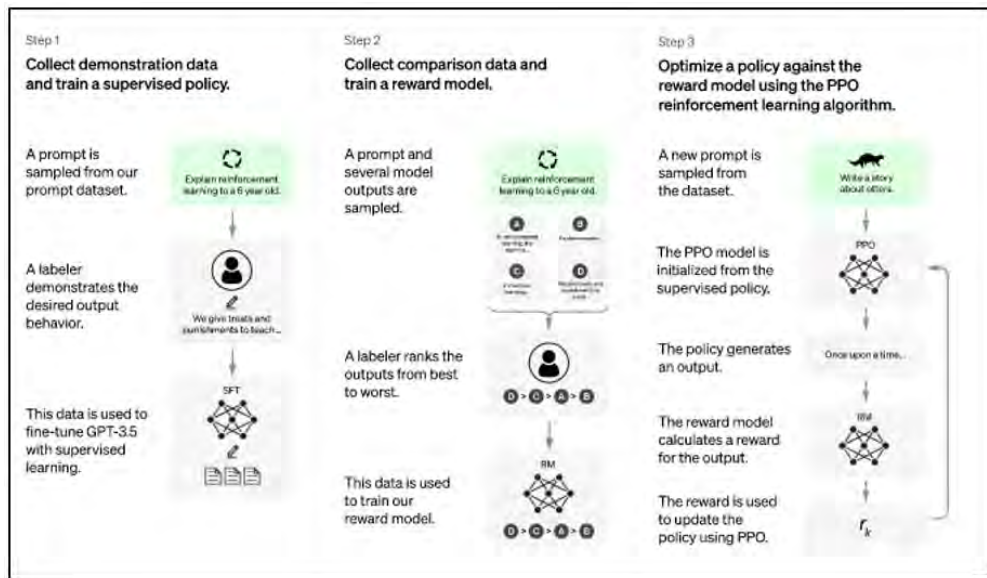 Step 1
Collect demonstration data
and train a supervised policy.
A prompt is
sampled from our
prompt dataset.
Explain reinforcement
learning to a 6 year old.
A labeler
demonstrates the
desired output
behavior.
We give treats and
punishments to teach...
This data is used to
fine-tune GPT-3.5
with supervised
learning.
SFT
Step 2
Collect comparison data and
train a reward model.
A prompt and
several model
outputs are
sampled.
Explain reinforcement
learning to a 6 year old.
A
B
C
D
A labeler ranks the
outputs from best
to worst.
D > C > A > B
This data is used
to train our
reward model.
RM
D > C > A > B
Step 3
Optimize a policy against the
reward model using the PPO
reinforcement learning algorithm.
A new prompt is
sampled from
the dataset.
Write a story
about otters.
The PPO model is
initialized from the
supervised policy.
PPO
The policy generates
an output.
Once upon a time...
The reward model
calculates a reward
for the output.
RM
The reward is used
to update the
policy using PPO.
rk